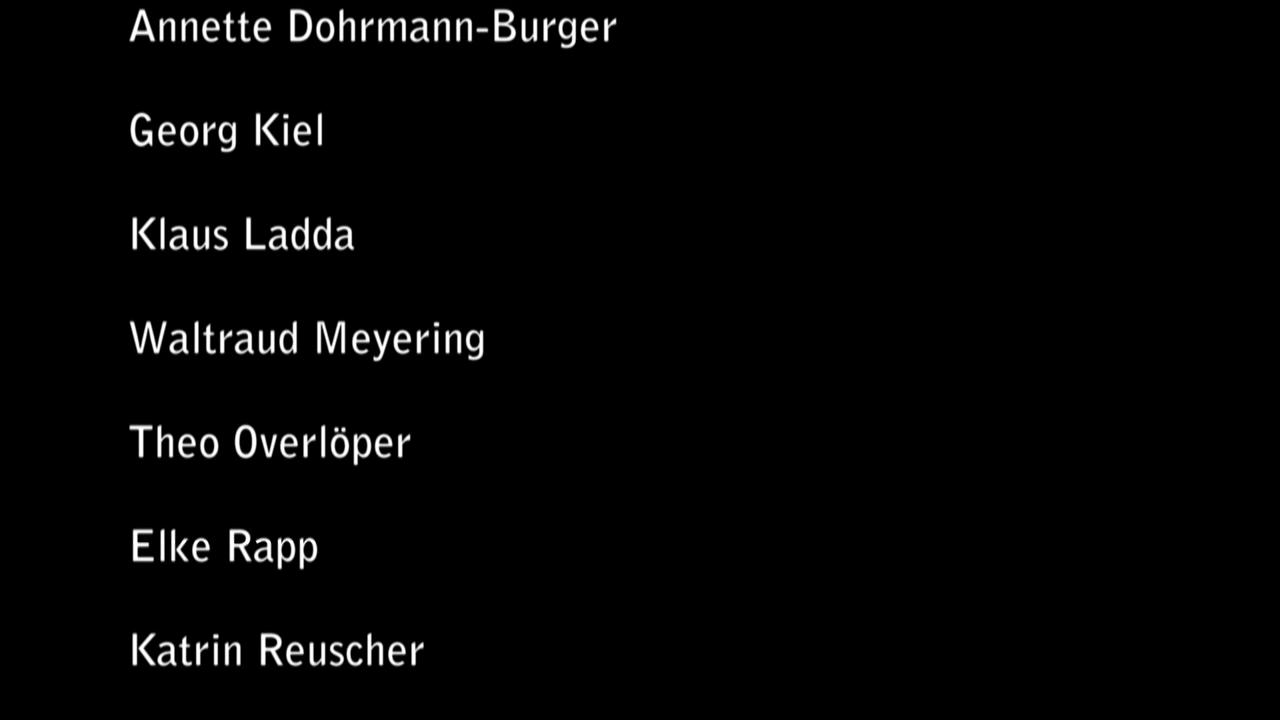 Annette Dohrmann-Burger
Georg Kiel
Klaus Ladda
Waltraud Meyering
Theo Overlöper
Elke Rapp
Katrin Reuscher